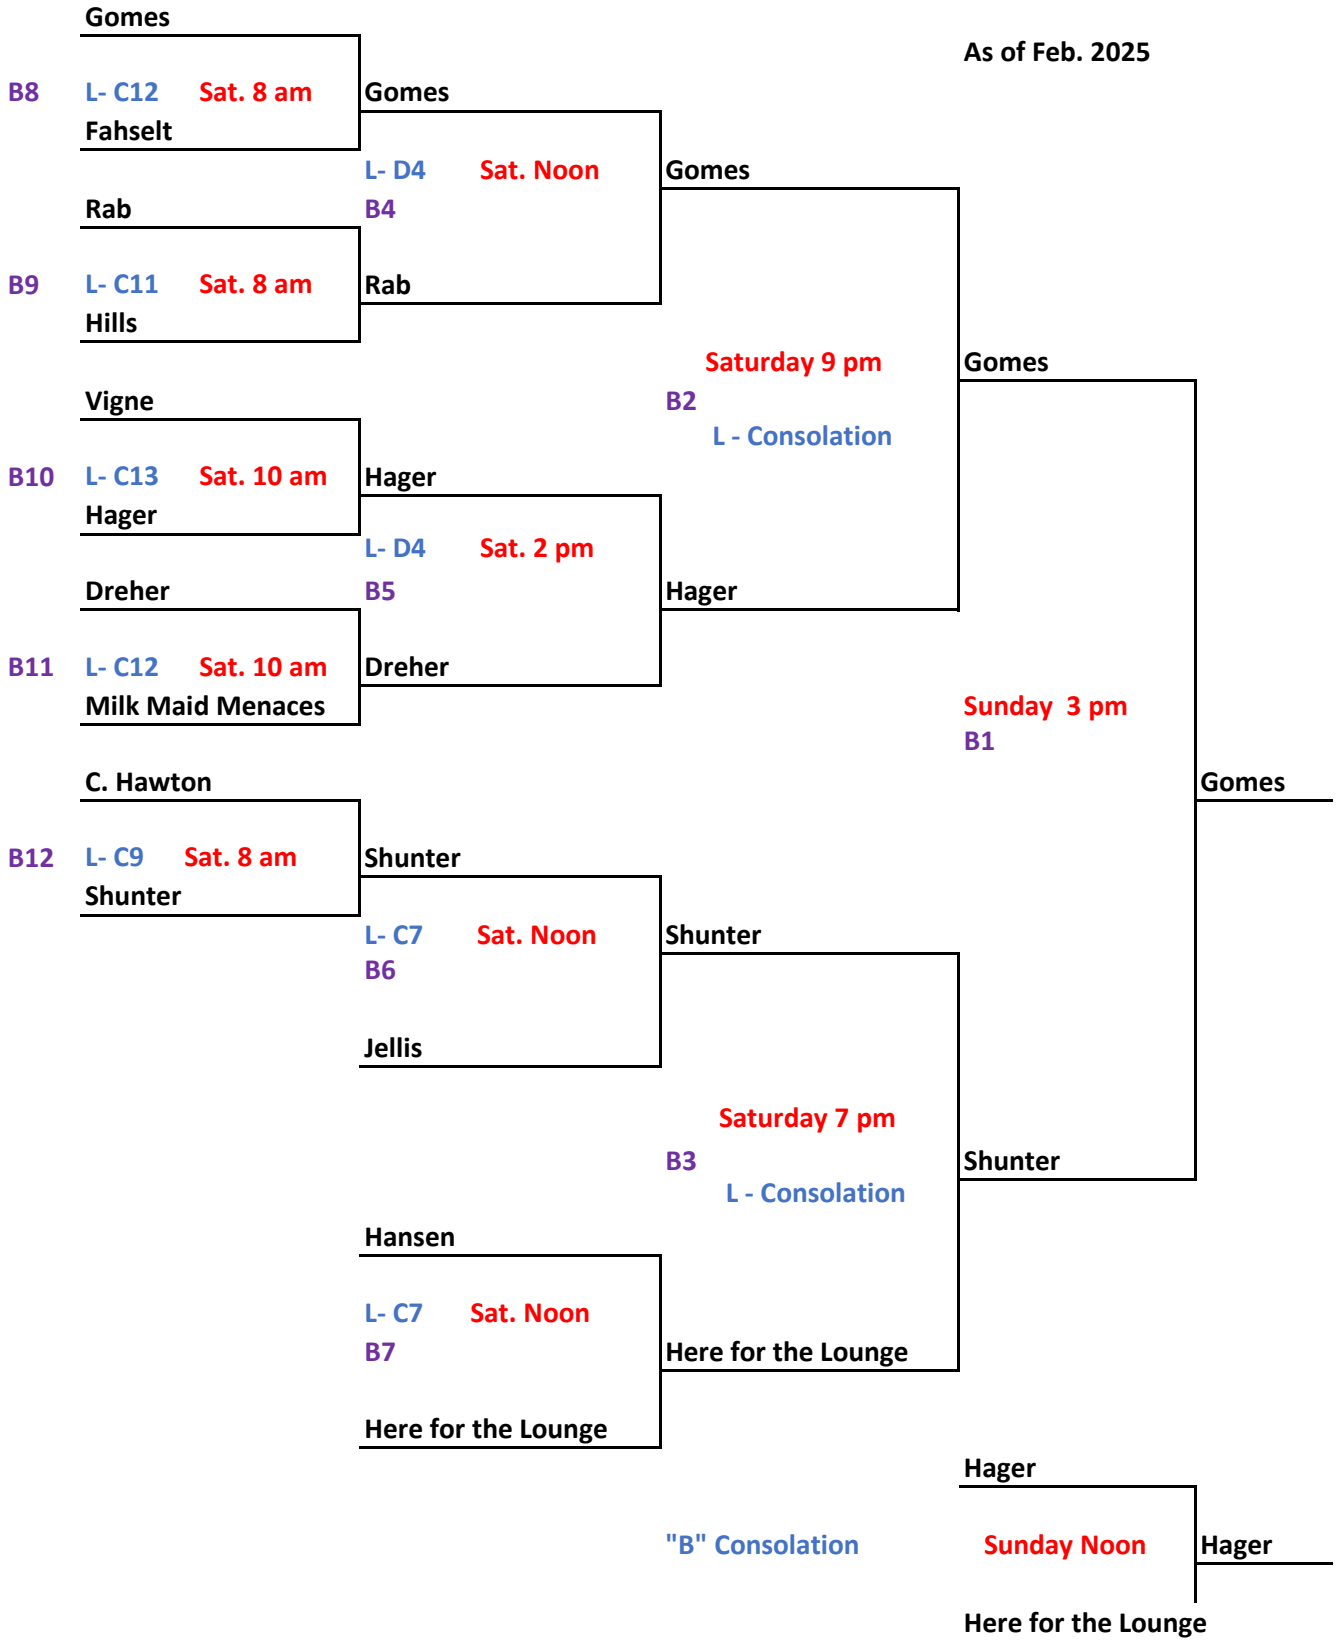 Gomes
As of Feb. 2025
B8 L- C12 Sat. 8 am Gomes
Fahselt
L- D4 Sat. Noon Gomes
Rab B4
B9 L- C11 Sat. 8 am Rab
Hills
Saturday 9 pm Gomes
Vigne B2
L - Consolation
B10 L- C13 Sat. 10 am Hager
Hager
L- D4 Sat. 2 pm
Dreher B5 Hager
B11 L- C12 Sat. 10 am Dreher
Milk Maid Menaces Sunday 3 pm
B1
C. Hawton Gomes
B12 L- C9 Sat. 8 am Shunter
Shunter
L- C7 Sat. Noon Shunter
B6
Jellis
Saturday 7 pm
B3 Shunter
L - Consolation
Hansen
L- C7 Sat. Noon
B7 Here for the Lounge
Here for the Lounge
Hager
"B" Consolation Sunday Noon Hager
Here for the Lounge